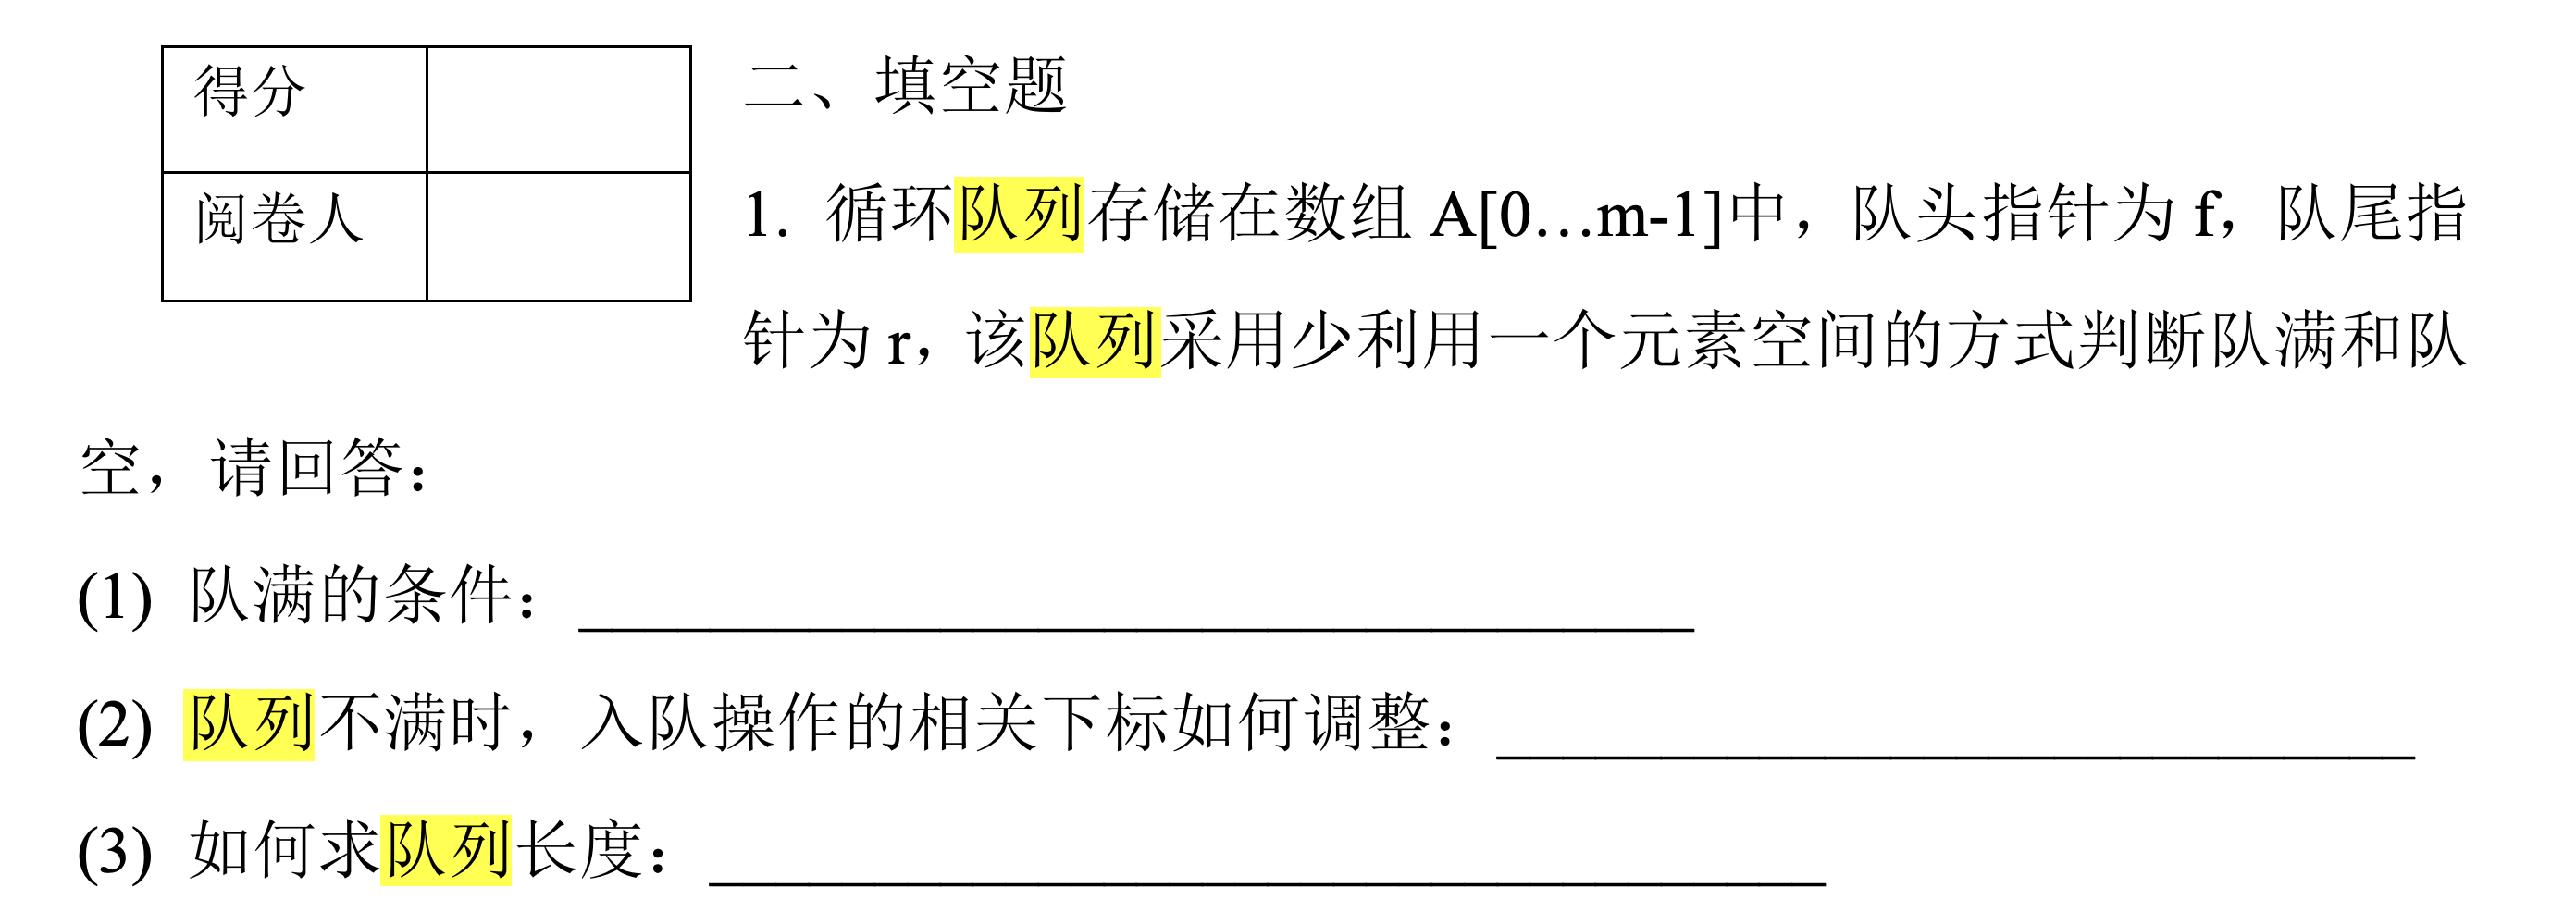 得分
阅卷人
二、填空题
1. 循环队列存储在数组 A[0…m-1]中，队头指针为 f，队尾指
针为 r，该队列采用少利用一个元素空间的方式判断队满和队
空，请回答：
(1) 队满的条件：__________________________________
(2) 队列不满时，入队操作的相关下标如何调整：____________________________
(3) 如何求队列长度：__________________________________